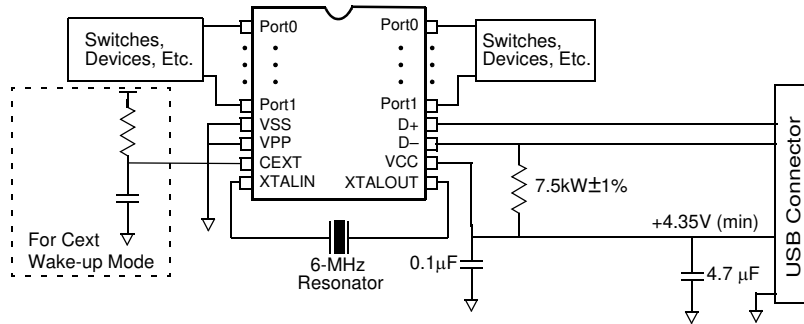 Switches,
Devices, Etc.
Port0
Port0
Switches,
Devices, Etc.
Port1
Port1
VSS
D+
VPP
D–
CEXT
VCC
XTALIN
XTALOUT
7.5kW±1%
For Cext
Wake-up Mode
6-MHz
Resonator
0.1µF
+4.35V (min)
4.7 µF
USB Connector